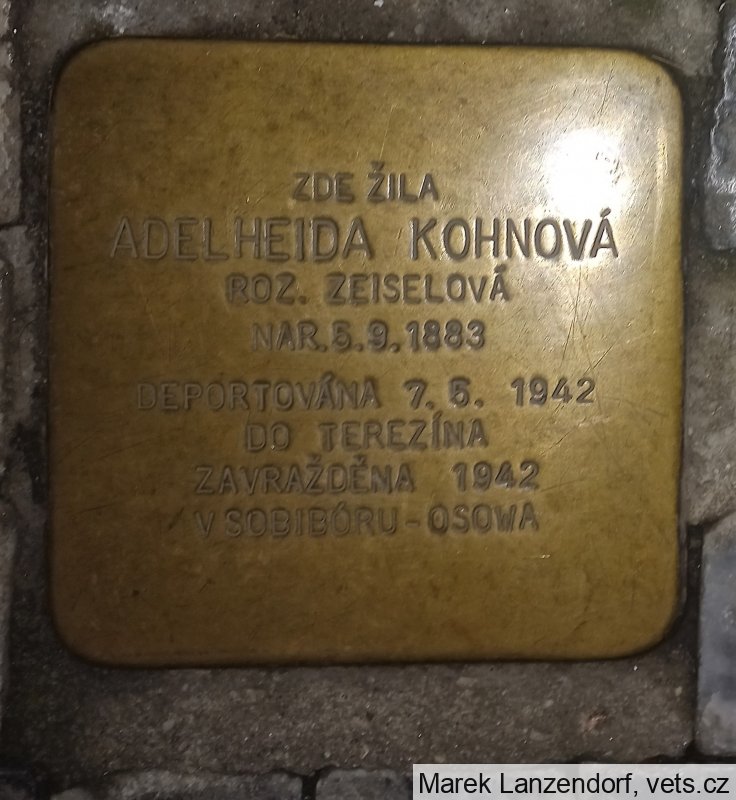 ZDE ŽILA
ADELHEIDA KOHNOVÁ
ROZ. ZEISELOVÁ
NAR.5.9.1883
DEPORTOVÁNA 7.5. 1942
DO TEREZÍNA
ZAVRAŽDĚNA 1942
V SOBIBÓRU-OSOWA
Marek Lanzendorf, vets.cz